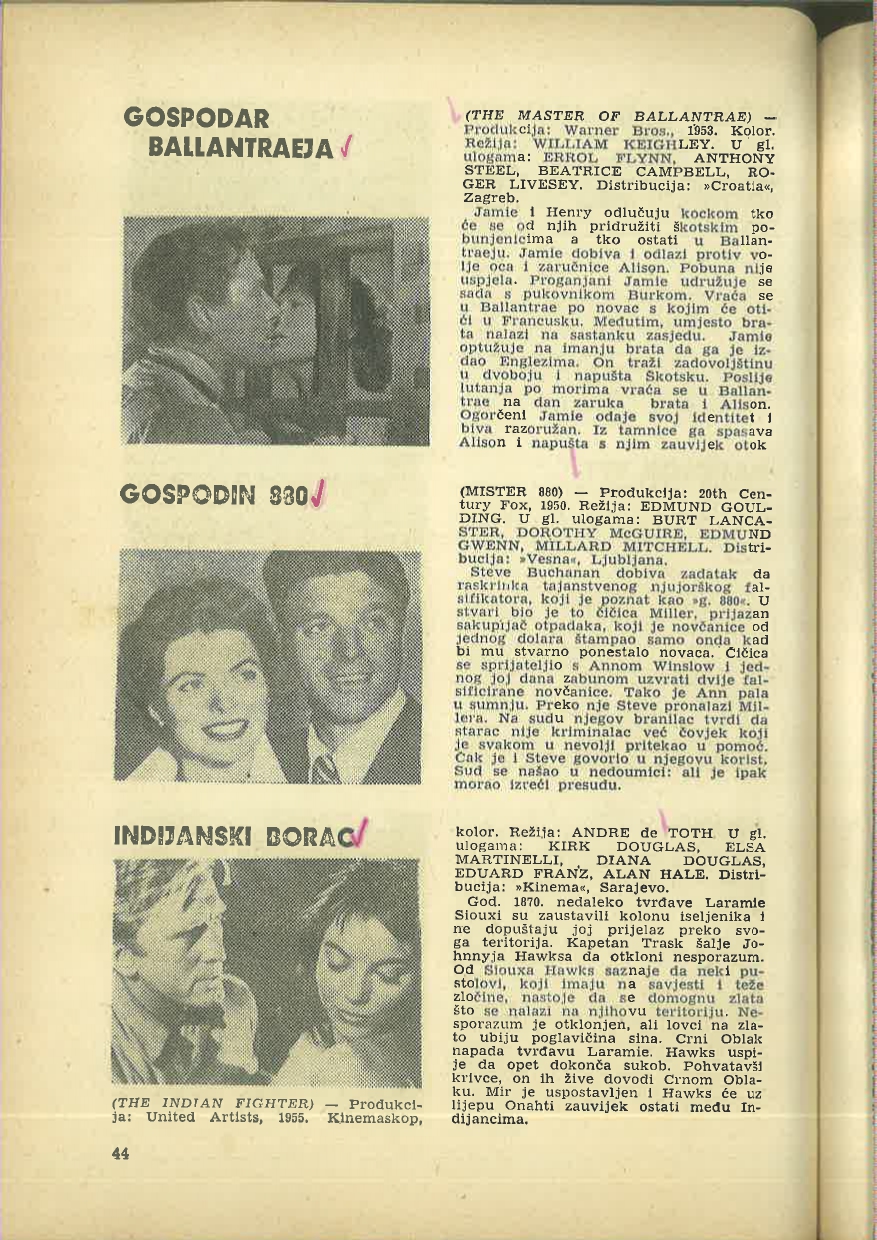 GOSPODAR
BALLANTRAEJA
(THE MASTER OF BALLANTRAE) —
Produkcija: Warner Bros., 1953. Kolor.
Režija: WILLIAM KEIGHLEY. U gl.
ulogama: ERROL FLYNN, ANTHONY
STEEL, BEATRICE CAMPBELL, RO-
GER LIVESEY. Distribucija: »Croatia«,
Zagreb.
Jamie i Henry odlučuju kockom tko
će se od njih pridružiti škotskim po-
bunjenicima a tko ostati u Ballan-
traeju. Jamie dobiva i odlazi protiv vo-
lje oca i zaručnice Alison. Pobuna nije
uspjela. Proganjani Jamie udružuje se
sada s pukovnikom Burkom. Vraća se
u Ballantrae po novac s kojim će oti-
ći u Francusku. Međutim, umjesto bra-
ta nalazi na sastanku zasjedu. Jamie
optužuje na imanju brata da ga je iz-
dao Englezima. On traži zadovoljštinu
u dvoboju i napušta Škotsku. Poslije
lutanja po morima vraća se u Ballan-
trae na dan zaruka brata i Alison.
Ogorčeni Jamie odaje svoj identitet i
biva razoružan. Iz tamnice ga spasava
Alison i napušta s njim zauvijek otok
GOSPODIN 880
(MISTER 880) — Produkcija: 20th Cen-
tury Fox, 1950. Režija: EDMUND GOUL-
DING. U gl. ulogama: BURT LANCA-
STER, DOROTHY McGUIRE, EDMUND
GWENN, MILLARD MITCHELL. Distri-
bucija: »Vesna«, Ljubljana.
Steve Buchanan dobiva zadatak da
raskrinka tajanstvenog njujorškog fal-
sifikatora, koji je poznat kao »g. 880«. U
stvari bio je to čičica Miller, prijazan
sakupljač otpadaka, koji je novčanice od
jednog dolara štampao samo onda kad
bi mu stvarno ponestalo novaca. Čičica
se sprijateljio s Annom Winslow i jed-
nog joj dana zabunom uzvrati dvije fal-
sificirane novčanice. Tako je Ann pala
u sumnju. Preko nje Steve pronalazi Mil-
lera. Na sudu njegov branilac tvrdi da
starac nije kriminalac već čovjek koji
je svakom u nevolji pritekao u pomoć.
Čak je i Steve govorio u njegovu korist.
Sud se našao u nedoumici: ali je ipak
morao izreći presudu.
INDIJANSKI BORAC
(THE INDIAN FIGHTER) — Produkci-
ja: United Artists, 1955. Kinemaskop,
kolor. Režija: ANDRE de TOTH. U gl.
ulogama: KIRK DOUGLAS, ELSA
MARTINELLI, DIANA DOUGLAS,
EDUARD FRANZ, ALAN HALE. Distri-
bucija: »Kinema«, Sarajevo.
God. 1870. nedaleko tvrđave Laramie
Siouxi su zaustavili kolonu iseljenika i
ne dopuštaju joj prijelaz preko svo-
ga teritorija. Kapetan Trask šalje Jo-
hnnyja Hawksa da otkloni nesporazum.
Od Siouxa Hawks saznaje da neki pu-
stolovi, koji imaju na savjesti i teže
zločine, nastoje da se domognu zlata
što se nalazi na njihovu teritoriju. Ne-
sporazum je otklonjen, ali lovci na zla-
to ubiju poglavičina sina. Crni Oblak
napada tvrđavu Laramie. Hawks uspi-
je da opet dokonča sukob. Pohvatavši
krivce, on ih žive dovodi Crnom Obla-
ku. Mir je uspostavljen i Hawks će uz
lijepu Onahti zauvijek ostati među In-
dijancima.
44